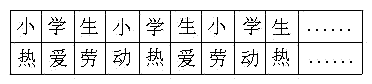 小 学 生 小 学 生 小 学 生 ……
热 爱 劳 动 热 爱 劳 动 热 ……